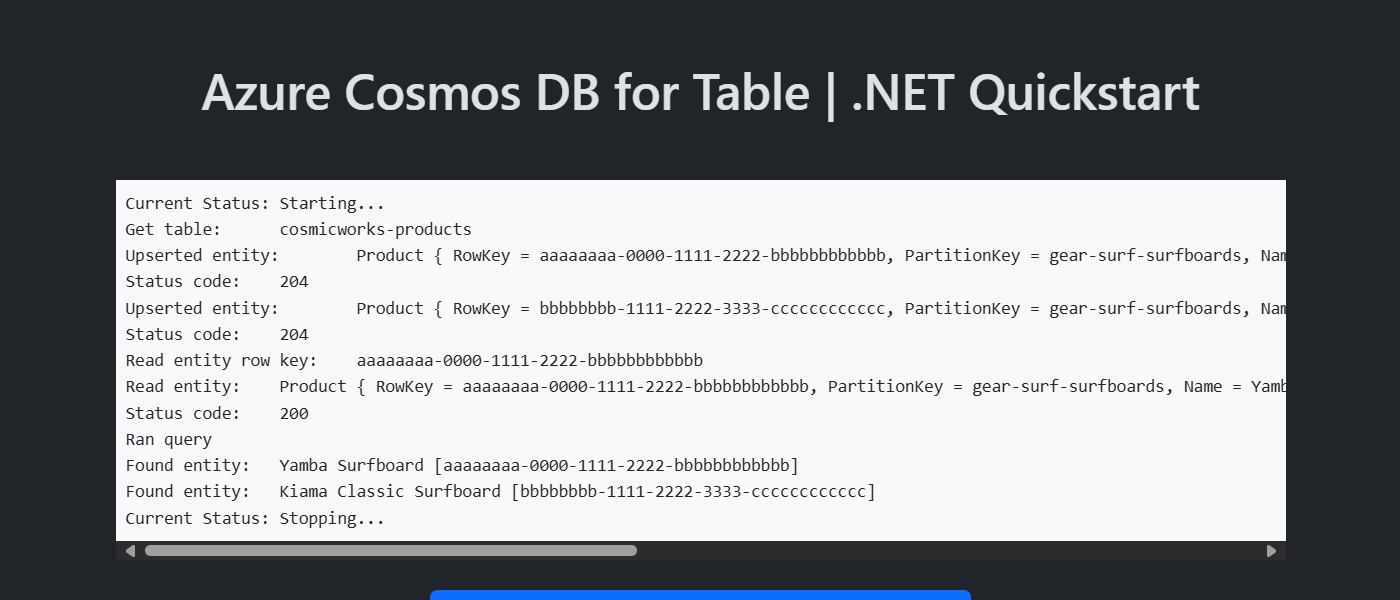 Azure Cosmos DB for Table | .NET Quickstart
Current Status: Starting...
Get table:      cosmicworks-products
Upserted entity:        Product { RowKey = aaaaaaaa-0000-1111-2222-bbbbbbbbbbbb, PartitionKey = gear-surf-surfboards, Nam
Status code:    204
Upserted entity:        Product { RowKey = bbbbbbbb-1111-2222-3333-cccccccccccc, PartitionKey = gear-surf-surfboards, Nam
Status code:    204
Read entity row key:    aaaaaaaa-0000-1111-2222-bbbbbbbbbbbb
Read entity:    Product { RowKey = aaaaaaaa-0000-1111-2222-bbbbbbbbbbbb, PartitionKey = gear-surf-surfboards, Name = Yamb
Status code:    200
Ran query
Found entity:   Yamba Surfboard [aaaaaaaa-0000-1111-2222-bbbbbbbbbbbb]
Found entity:   Kiama Classic Surfboard [bbbbbbbb-1111-2222-3333-cccccccccccc]
Current Status: Stopping...